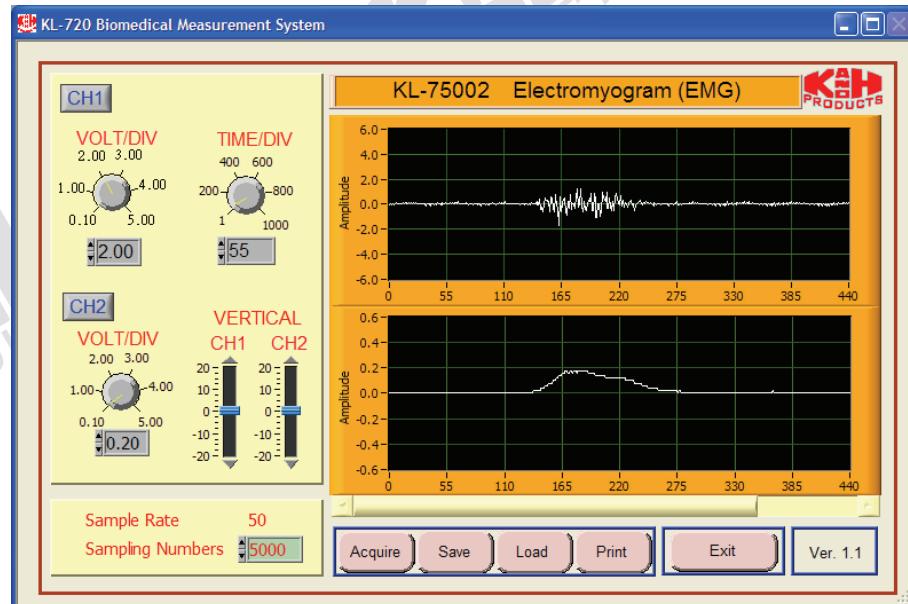 KL-720 Biomedical Measurement System
CH1
VOLT/DIV
2.00 3.00
1.00 4.00
0.10 5.00
2.00
TIME/DIV
400 600
200 800
1 1000
55
CH2
VOLT/DIV
2.00 3.00
1.00 4.00
0.10 5.00
0.20
VERTICAL
CH1 CH2
20 20
10 10
0 0
-10 -10
-20 -20
Sample Rate 50
Sampling Numbers 5000
KL-75002 Electromyogram (EMG)
K AND H
PRODUCTS
Amplitude
6.0
4.0
2.0
0.0
-2.0
-4.0
-6.0
0 55 110 165 220 275 330 385 440
Amplitude
0.6
0.4
0.2
0.0
-0.2
-0.4
-0.6
0 55 110 165 220 275 330 385 440
Acquire Save Load Print Exit Ver. 1.1